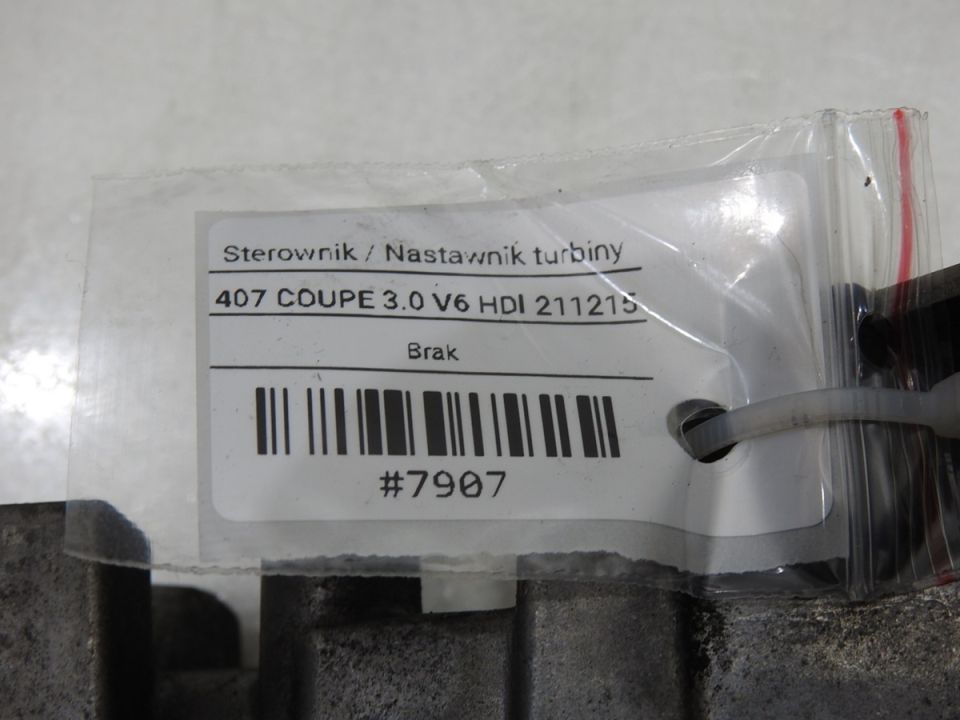 Sterownik / Nastawnik turbiny
407 COUPE 3.0 V6 HDI 211215
Brak
#7907